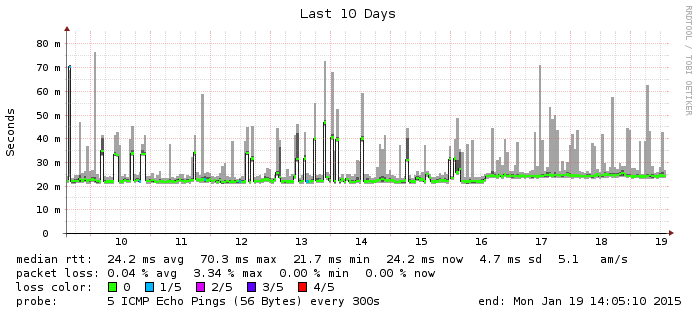 Last 10 Days
RRDTOOL / TOBI OETIKER
Seconds
80 m
70 m
60 m
50 m
40 m
30 m
20 m
10 m
0
10 11 12 13 14 15 16 17 18 19
median rtt: 24.2 ms avg 70.3 ms max 21.7 ms min 24.2 ms now 4.7 ms sd 5.1 am/s
packet loss: 0.04 % avg 3.34 % max 0.00 % min 0.00 % now
loss color: 0 1/5 2/5 3/5 4/5
probe: 5 ICMP Echo Pings (56 Bytes) every 300s end: Mon Jan 19 14:05:10 2015